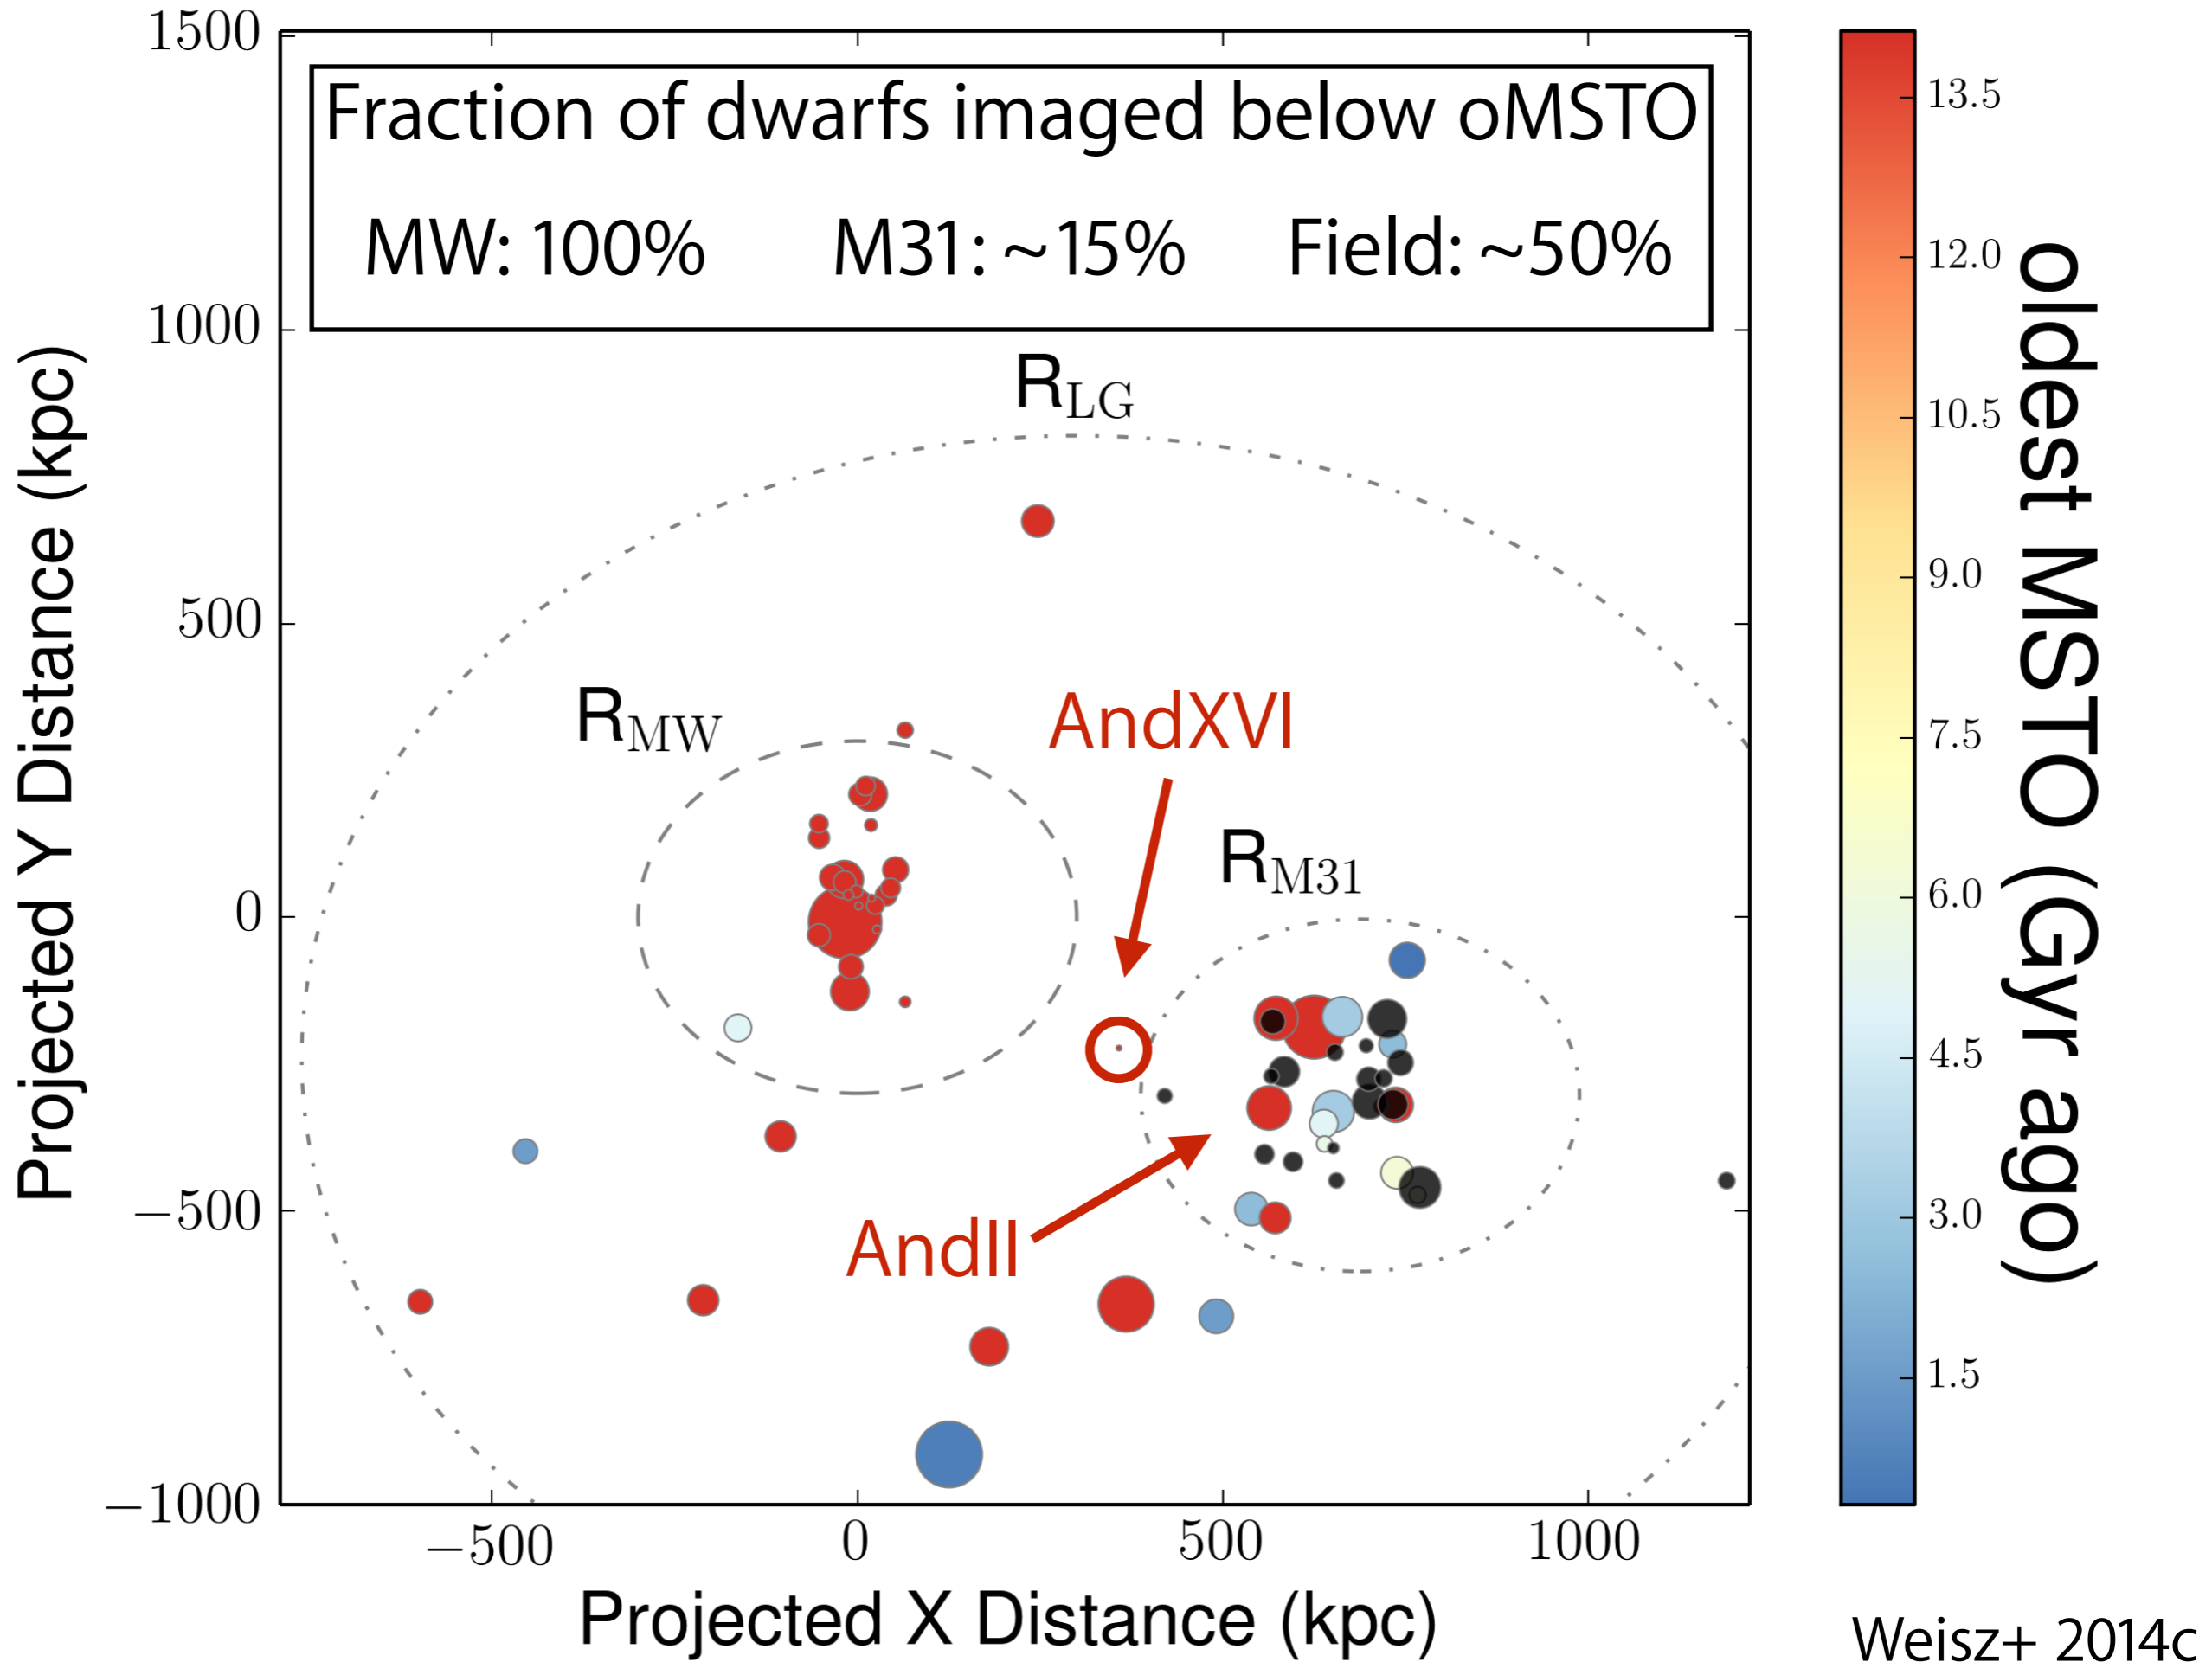 Fraction of dwarfs imaged below oMSTO
MW: 100% M31: ~15% Field: ~50%
R_LG
R_MW
AndXVI
R_M31
AndII
1500
1000
500
0
−500
−1000
Projected Y Distance (kpc)
−500 0 500 1000
Projected X Distance (kpc)
13.5
12.0
10.5
9.0
7.5
6.0
4.5
3.0
1.5
oldest MSTO (Gyr ago)
Weisz+ 2014c